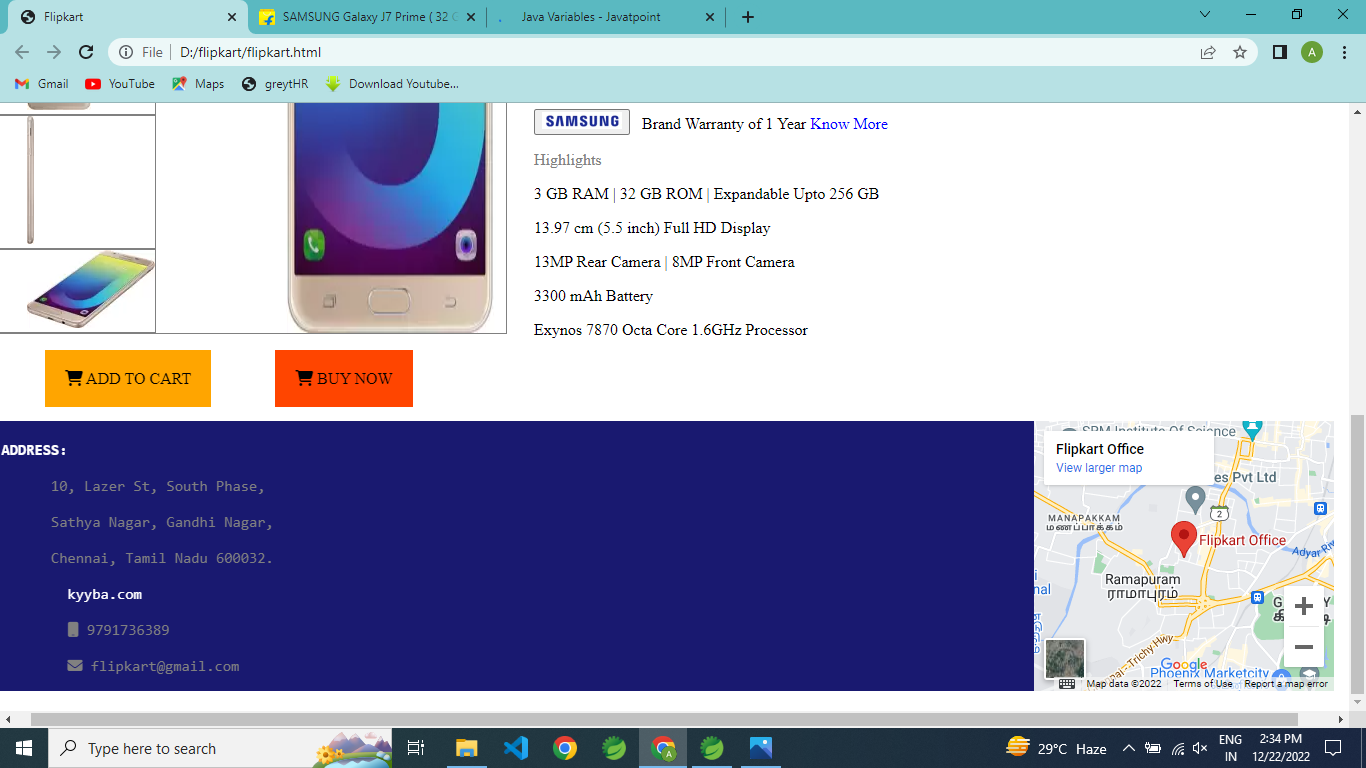 Flipkart
SAMSUNG Galaxy J7 Prime ( 32 G
Java Variables - Javatpoint
File
D:/flipkart/flipkart.html
A
Gmail
YouTube
Maps
greytHR
Download Youtube...
SAMSUNG
Brand Warranty of 1 Year Know More
Highlights
3 GB RAM | 32 GB ROM | Expandable Upto 256 GB
13.97 cm (5.5 inch) Full HD Display
13MP Rear Camera | 8MP Front Camera
3300 mAh Battery
Exynos 7870 Octa Core 1.6GHz Processor
ADD TO CART
BUY NOW
ADDRESS:
10, Lazer St, South Phase,
Sathya Nagar, Gandhi Nagar,
Chennai, Tamil Nadu 600032.
kyyba.com
9791736389
flipkart@gmail.com
SRM Institute Of Science
Flipkart Office
View larger map
es Pvt Ltd
2
MANAPAKKAM
மணப்பாக்கம்
Flipkart Office
Adyar Riv
Ramapuram
ராமாபுரம்
nal
- Trichy Hwy
Google
Phoenix Marketcity
Map data ©2022
Terms of Use
Report a map error
Type here to search
A
29°C Haze
ENG
IN
2:34 PM
12/22/2022